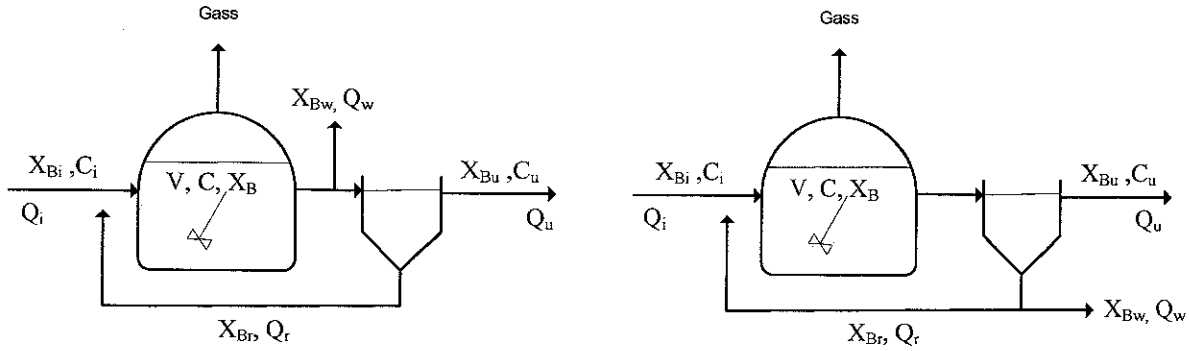 Gass
X_Bw, Q_w
X_Bi ,C_i
V, C, X_B
X_Bu ,C_u
Q_i
Q_u
X_Br, Q_r
Gass
X_Bi ,C_i
V, C, X_B
X_Bu ,C_u
Q_i
Q_u
X_Bw, Q_w
X_Br, Q_r